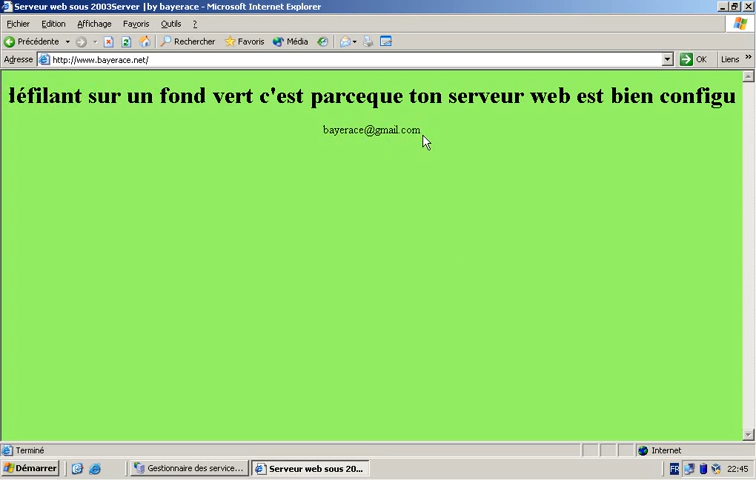 Serveur web sous 2003Server |by bayerace - Microsoft Internet Explorer
Fichier Edition Affichage Favoris Outils ?
Précédente Rechercher Favoris Média
Adresse http://www.bayerace.net/ OK Liens »
défilant sur un fond vert c'est parceque ton serveur web est bien configu
bayerace@gmail.com
Terminé Internet
Démarrer Gestionnaire des service... Serveur web sous 20... FR 22:45